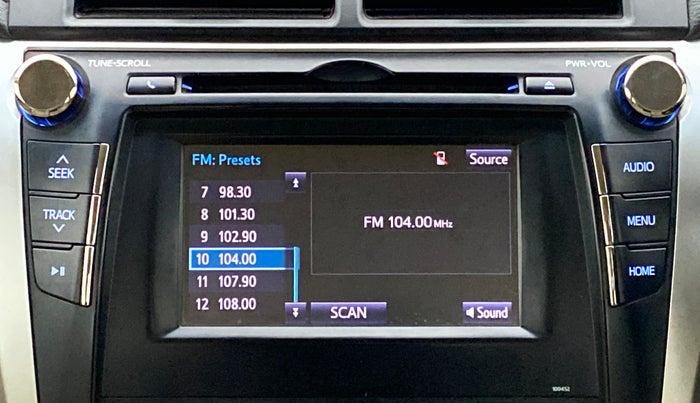 TUNE•SCROLL
PWR•VOL
SEEK
TRACK
AUDIO
MENU
HOME
FM: Presets
Source
7 98.30
8 101.30
9 102.90
10 104.00
11 107.90
12 108.00
FM 104.00 MHz
SCAN
Sound
100452